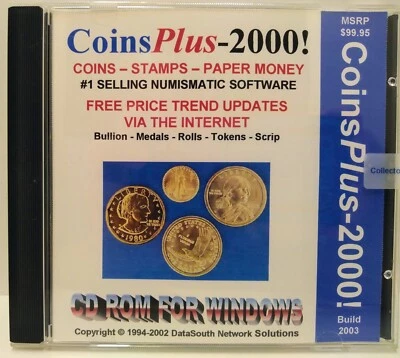 CoinsPlus-2000!
COINS – STAMPS – PAPER MONEY
#1 SELLING NUMISMATIC SOFTWARE
FREE PRICE TREND UPDATES
VIA THE INTERNET
Bullion - Medals - Rolls - Tokens - Scrip
LIBERTY
1980
CD ROM FOR WINDOWS
Copyright © 1994-2002 DataSouth Network Solutions
MSRP
$99.95
CoinsPlus-2000!
Collecto
Build
2003